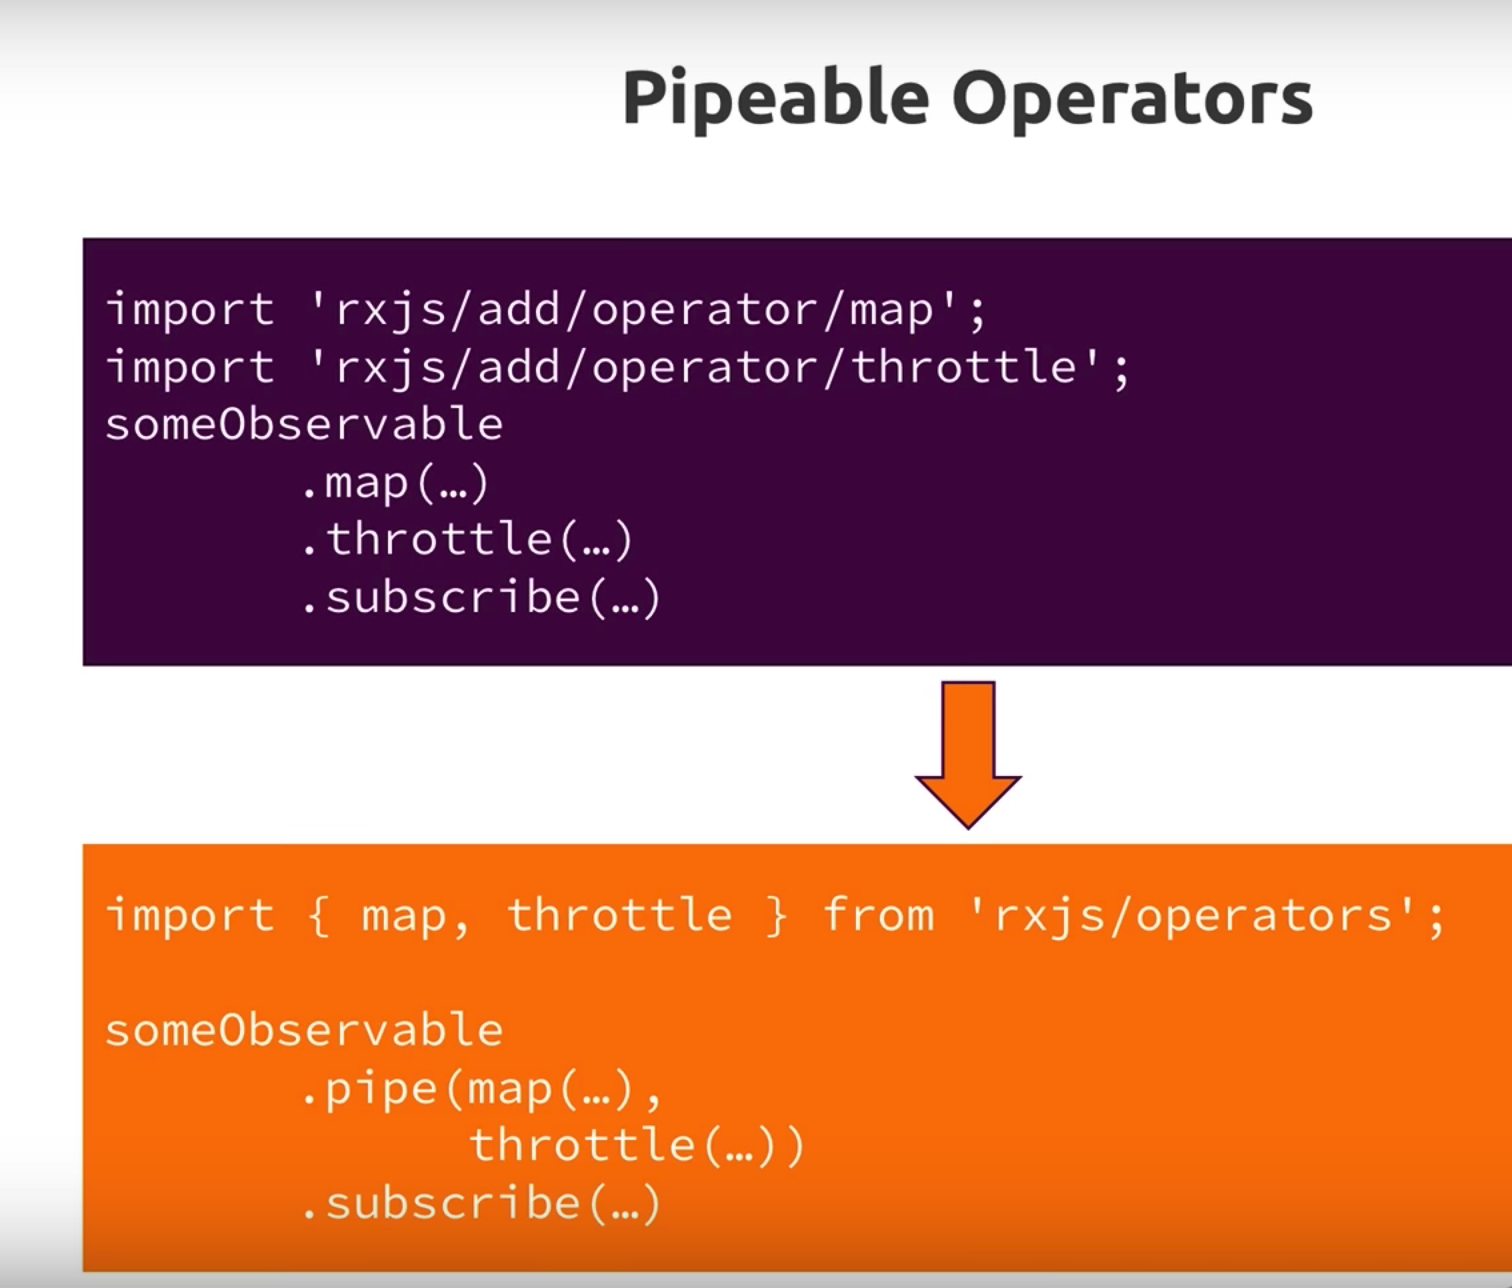 Pipeable Operators
import 'rxjs/add/operator/map';
import 'rxjs/add/operator/throttle';
someObservable
.map(…)
.throttle(…)
.subscribe(…)
import { map, throttle } from 'rxjs/operators';
someObservable
.pipe(map(…),
throttle(…))
.subscribe(…)